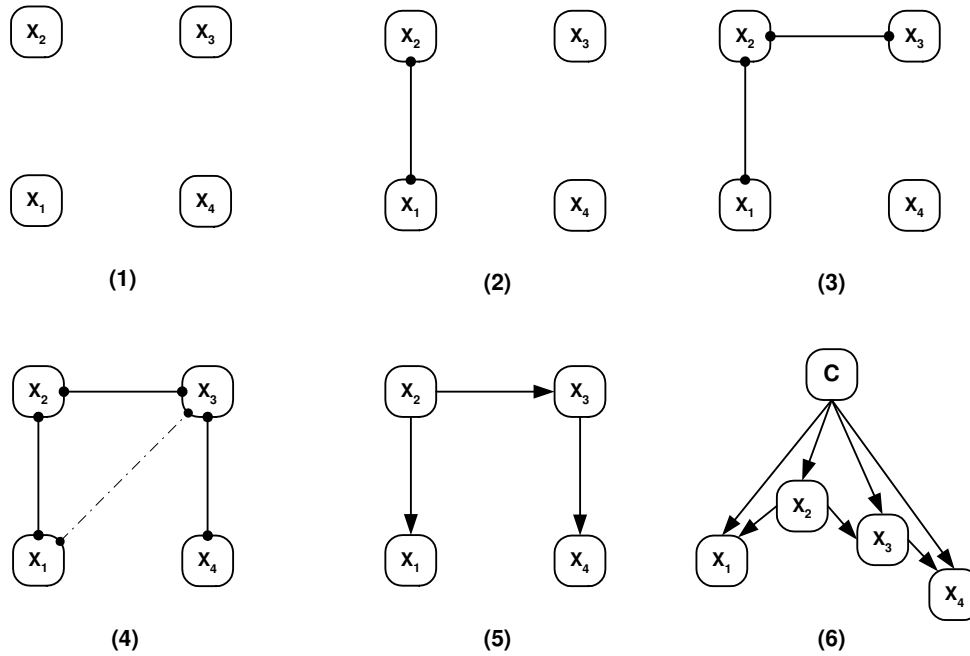 X2 X3
X1 X4
(1)
X2 X3
X1 X4
(2)
X2 X3
X1 X4
(3)
X2 X3
X1 X4
(4)
X2 X3
X1 X4
(5)
C
X2
X3
X1
X4
(6)